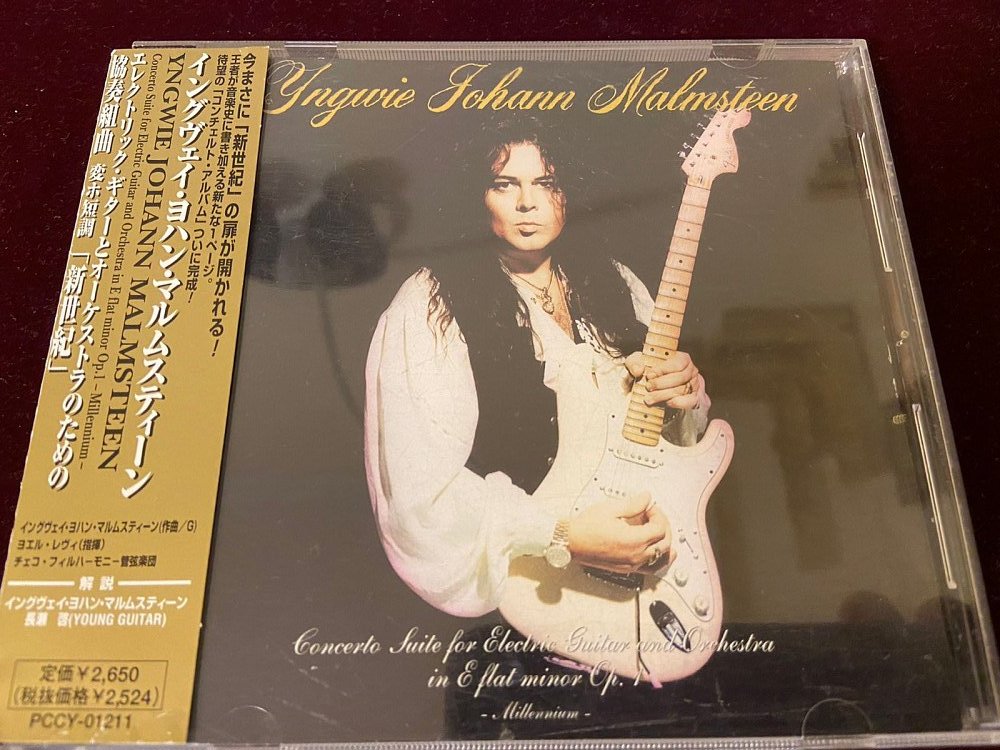 今まさに「新世紀」の扉が開かれる!
王者が音楽史に書き加える新たな1ページ。
待望の「コンチェルト・アルバム」ついに完成!
イングヴェイ・ヨハン・マルムスティーン
YNGWIE JOHANN MALMSTEEN
Concerto Suite for Electric Guitar and Orchestra in E flat minor Op.1 – Millennium –
エレクトリック・ギターとオーケストラのための
協奏組曲 変ホ短調「新世紀」
イングヴェイ・ヨハン・マルムスティーン(作曲/G)
ヨエル・レヴィ(指揮)
チェコ・フィルハーモニー管弦楽団
解説
イングヴェイ・ヨハン・マルムスティーン
長瀬 啓(YOUNG GUITAR)
定価¥2,650
(税抜価格¥2,524)
PCCY-01211
Yngwie Johann Malmsteen
Concerto Suite for Electric Guitar and Orchestra
in E flat minor Op. 1
- Millennium -